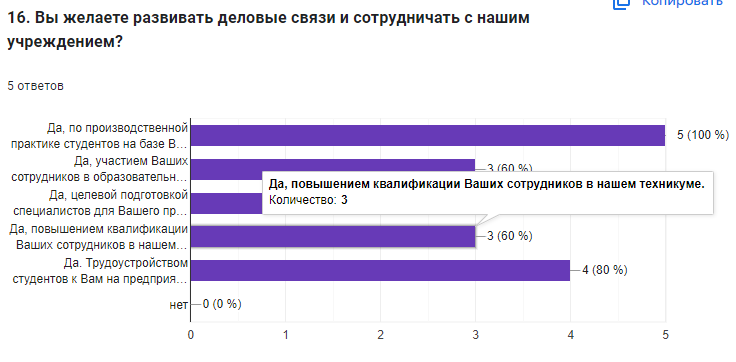 Копировать
16. Вы желаете развивать деловые связи и сотрудничать с нашим
учреждением?
5 ответов
Да, по производственной
практике студентов на базе В…
5 (100 %)
Да, участием Ваших
сотрудников в образовательн…
3 (60 %)
Да, целевой подготовкой
специалистов для Вашего пр…
Да, повышением квалификации Ваших сотрудников в нашем техникуме.
Количество: 3
Да, повышением квалификации
Ваших сотрудников в нашем…
3 (60 %)
Да. Трудоустройством
студентов к Вам на предприя…
4 (80 %)
нет
0 (0 %)
0 1 2 3 4 5